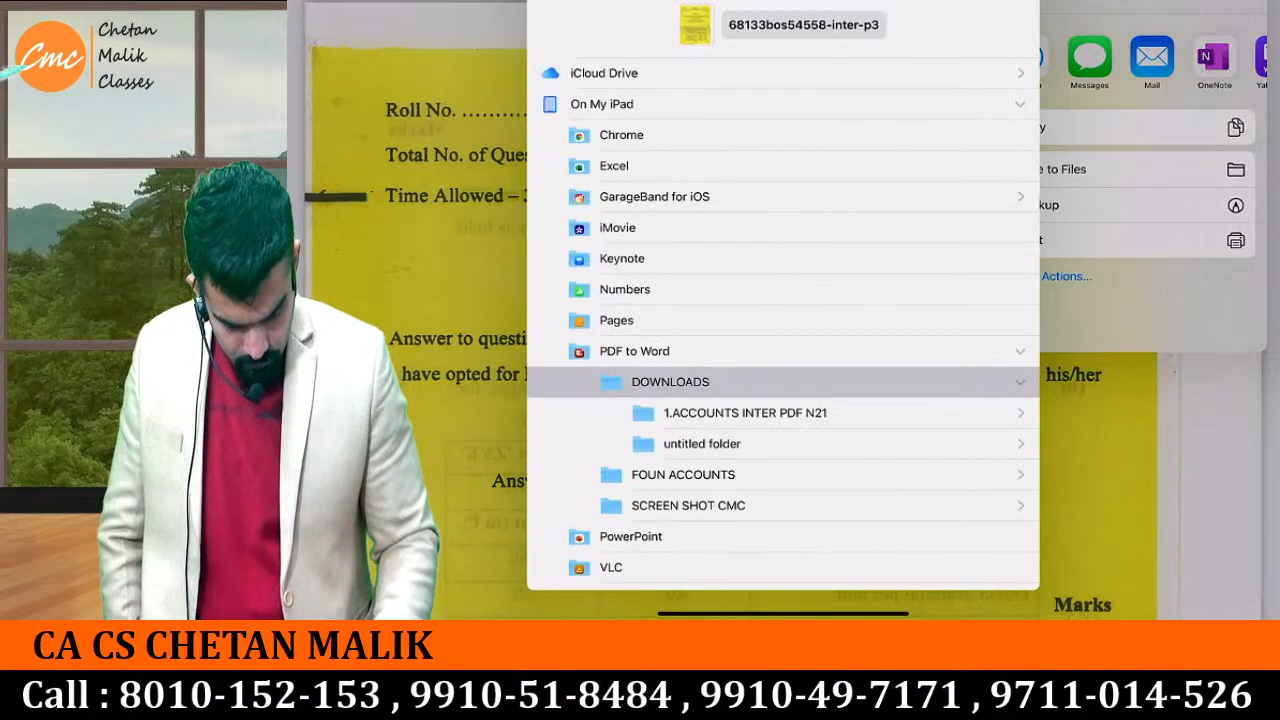 Cmc
Chetan
Malik
Classes
Roll No. ..........
Total No. of Ques
Time Allowed – 3
Answer to questi
have opted for
his/her
Marks
68133bos54558-inter-p3
iCloud Drive
On My iPad
Chrome
Excel
GarageBand for iOS
iMovie
Keynote
Numbers
Pages
PDF to Word
DOWNLOADS
1.ACCOUNTS INTER PDF N21
untitled folder
FOUN ACCOUNTS
SCREEN SHOT CMC
PowerPoint
VLC
Messages
Mail
OneNote
y
e to Files
kup
t
Actions...
CA CS CHETAN MALIK
Call : 8010-152-153 , 9910-51-8484 , 9910-49-7171 , 9711-014-526